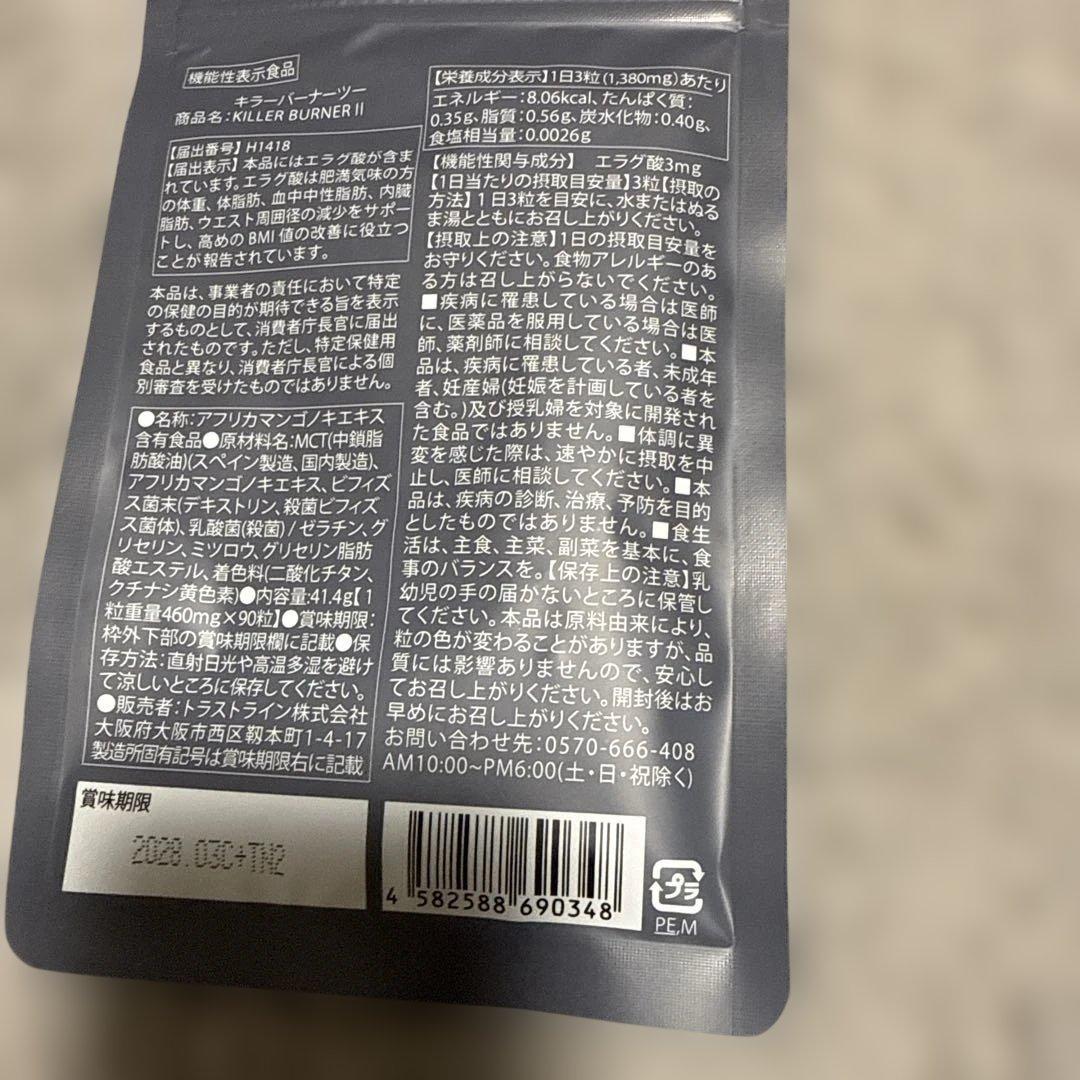 機能性表示食品
キラーバーナーツー
商品名:KILLER BURNER II
【届出番号】H1418
【届出表示】本品にはエラグ酸が含ま
れています。エラグ酸は肥満気味の方
の体重、体脂肪、血中中性脂肪、内臓
脂肪、ウエスト周囲径の減少をサポー
トし、高めの BMI 値の改善に役立つ
ことが報告されています。
本品は、事業者の責任において特定
の保健の目的が期待できる旨を表示
するものとして、消費者庁長官に届出
されたものです。ただし、特定保健用
食品と異なり、消費者庁長官による個
別審査を受けたものではありません。
●名称:アフリカマンゴノキエキス
含有食品●原材料名:MCT(中鎖脂
肪酸油)(スペイン製造、国内製造)、
アフリカマンゴノキエキス、ビフィズ
ス菌末(デキストリン、殺菌ビフィズ
ス菌体)、乳酸菌(殺菌) / ゼラチン、グ
リセリン、ミツロウ、グリセリン脂肪
酸エステル、着色料(二酸化チタン、
クチナシ黄色素)●内容量:41.4g【1
粒重量460mg×90粒】●賞味期限:
枠外下部の賞味期限欄に記載●保
存方法:直射日光や高温多湿を避け
て涼しいところに保存してください。
●販売者:トラストライン株式会社
大阪府大阪市西区靱本町1-4-17
製造所固有記号は賞味期限右に記載
【栄養成分表示】1日3粒(1,380mg)あたり
エネルギー:8.06kcal、たんぱく質:
0.35g、脂質:0.56g、炭水化物:0.40g、
食塩相当量:0.0026g
【機能性関与成分】 エラグ酸3mg
【1日当たりの摂取目安量】3粒【摂取の
方法】1日3粒を目安に、水またはぬる
ま湯とともにお召し上がりください。
【摂取上の注意】1日の摂取目安量を
お守りください。食物アレルギーのあ
る方は召し上がらないでください。
■疾病に罹患している場合は医師
に、医薬品を服用している場合は医
師、薬剤師に相談してください。■本
品は、疾病に罹患している者、未成年
者、妊産婦(妊娠を計画している者を
含む。)及び授乳婦を対象に開発され
た食品ではありません。■体調に異
変を感じた際は、速やかに摂取を中
止し、医師に相談してください。■本
品は、疾病の診断、治療、予防を目的
としたものではありません。■食生
活は、主食、主菜、副菜を基本に、食
事のバランスを。【保存上の注意】乳
幼児の手の届かないところに保管し
てください。本品は原料由来により、
粒の色が変わることがありますが、品
質には影響ありませんので、安心し
てお召し上がりください。開封後はお
早めにお召し上がりください。
お問い合わせ先:0570-666-408
AM10:00~PM6:00(土・日・祝除く)
賞味期限
2028.03C+TN2
4 582588 690348
プラ
PE,M